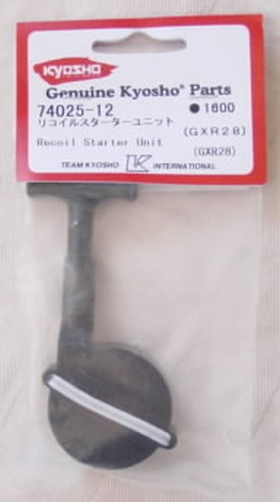 KYOSHO
Genuine Kyosho® Parts
74025-12 ●1600
リコイルスターターユニット (GXR28)
Recoil Starter Unit (GXR28)
TEAM KYOSHO K INTERNATIONAL